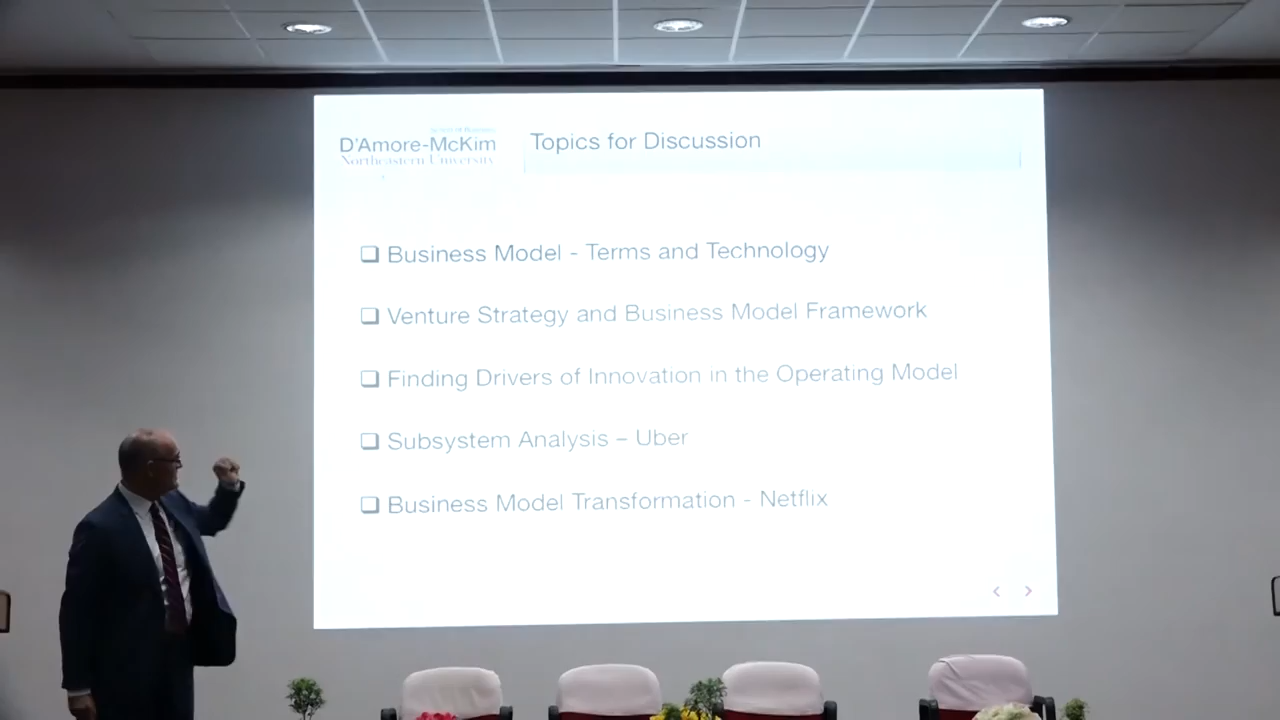 D'Amore-McKim
Northeastern University
Topics for Discussion
❑ Business Model - Terms and Technology
❑ Venture Strategy and Business Model Framework
❑ Finding Drivers of Innovation in the Operating Model
❑ Subsystem Analysis – Uber
❑ Business Model Transformation - Netflix